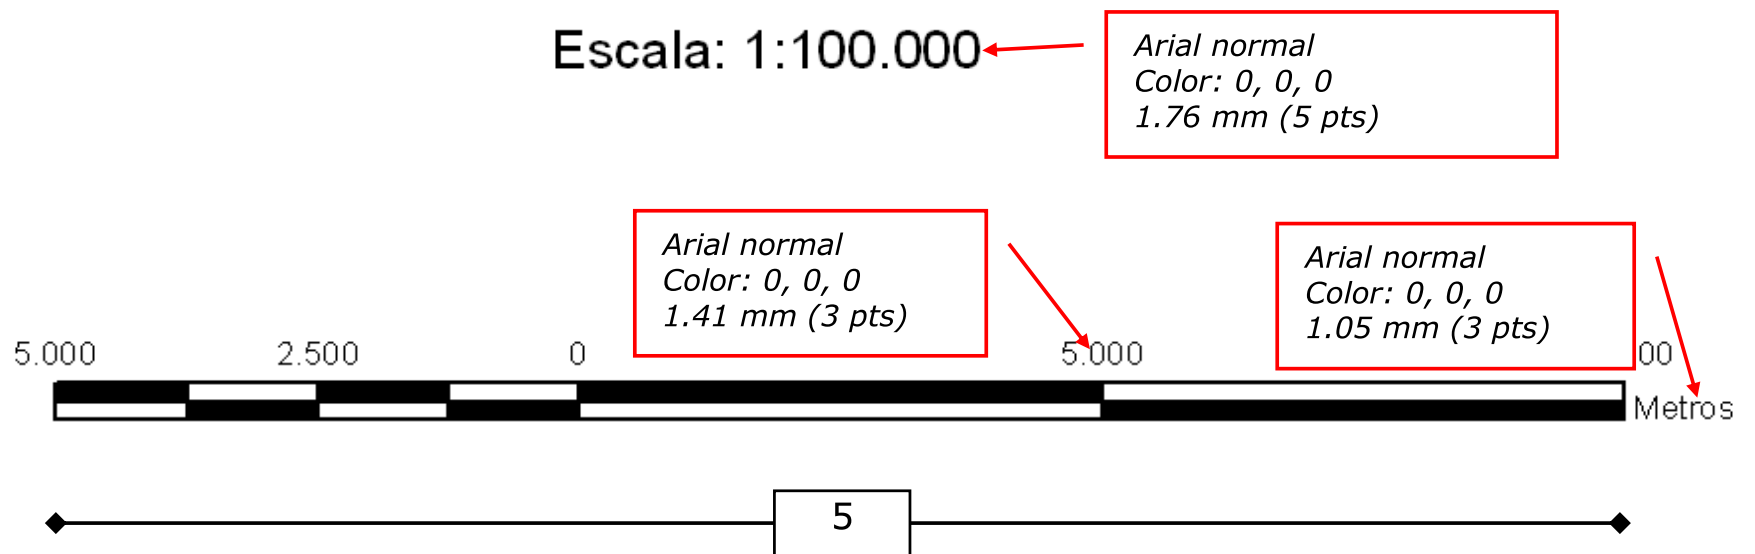 Escala: 1:100.000
Arial normal
Color: 0, 0, 0
1.76 mm (5 pts)
Arial normal
Color: 0, 0, 0
1.41 mm (3 pts)
Arial normal
Color: 0, 0, 0
1.05 mm (3 pts)
5.000 2.500 0 5.000 00
Metros
5